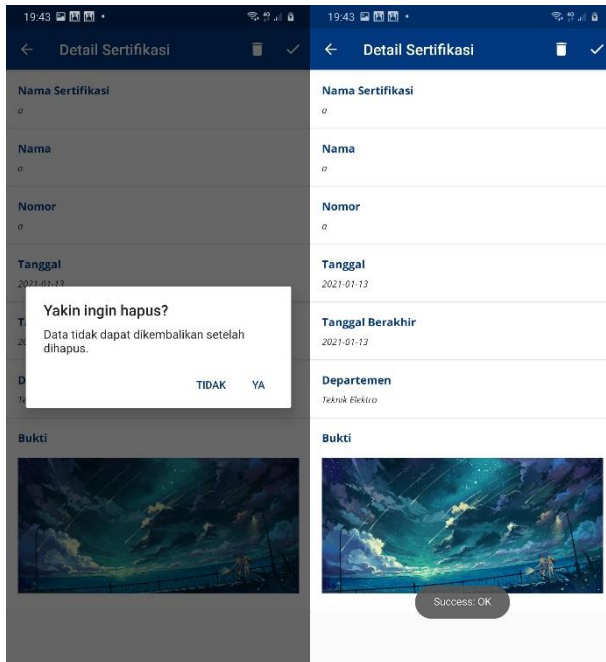 19:43
Detail Sertifikasi
Nama Sertifikasi
a
Nama
a
Nomor
a
Tanggal
2021-01-13
Yakin ingin hapus?
Data tidak dapat dikembalikan setelah
dihapus.
TIDAK YA
Bukti
19:43
Detail Sertifikasi
Nama Sertifikasi
a
Nama
a
Nomor
a
Tanggal
2021-01-13
Tanggal Berakhir
2021-01-13
Departemen
Teknik Elektro
Bukti
Success: OK